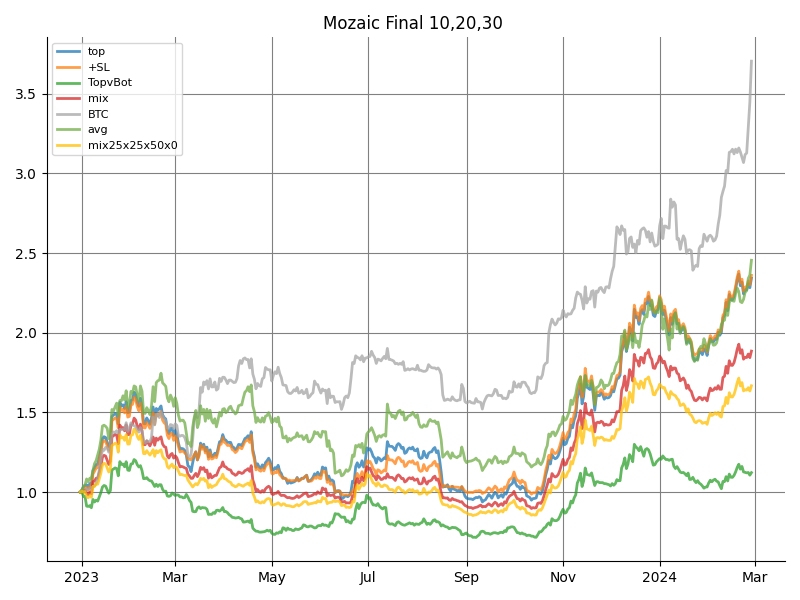 Mozaic Final 10,20,30
top
+SL
TopvBot
mix
BTC
avg
mix25x25x50x0
3.5
3.0
2.5
2.0
1.5
1.0
2023 Mar May Jul Sep Nov 2024 Mar